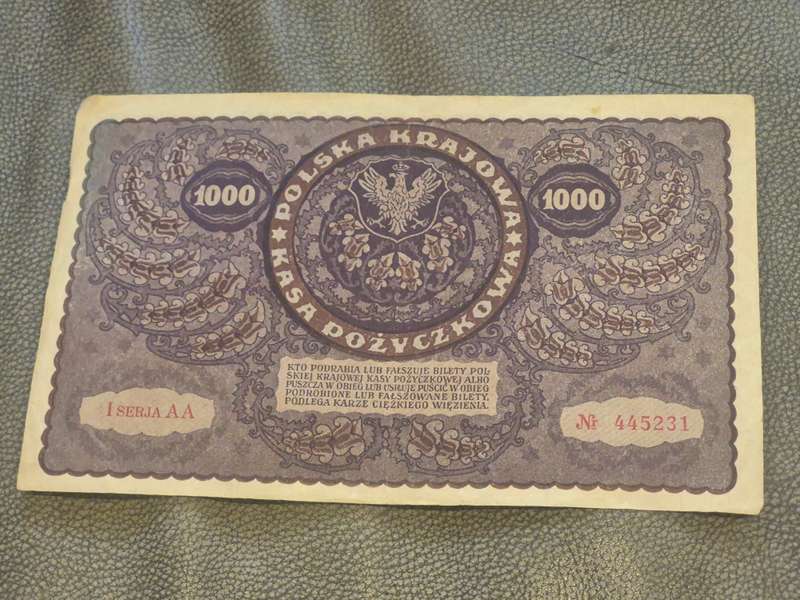 POLSKA KRAJOWA
KASA POŻYCZKOWA
1000
1000
KTO PODRABIA LUB FAŁSZUJE BILETY POL-
SKIEJ KRAJOWEJ KASY POŻYCZKOWEJ ALBO
PUSZCZA W OBIEG LUB USIŁUJE PUŚCIĆ W OBIEG
PODROBIONE LUB FAŁSZOWANE BILETY,
PODLEGA KARZE CIĘŻKIEGO WIĘZIENIA.
I SERJA AA
№ 445231